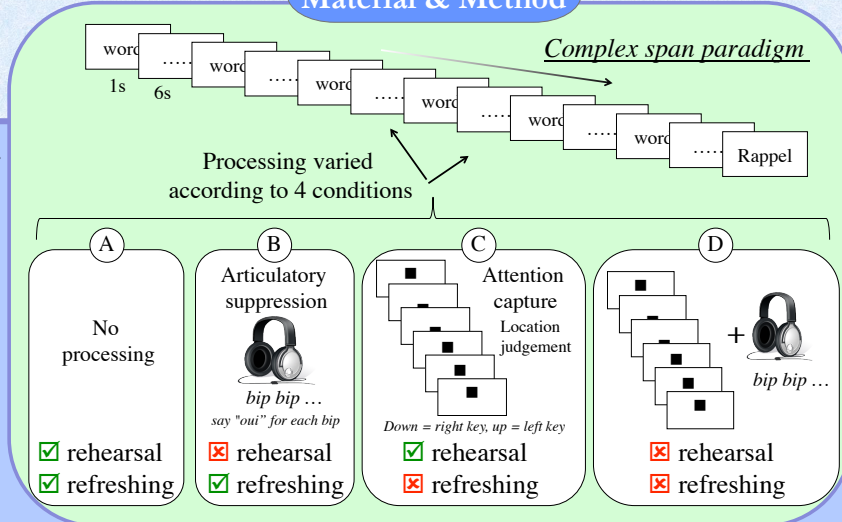 Material & Method
Complex span paradigm
word
.....
word
.....
word
.....
word
.....
word
.....
word
.....
Rappel
1s
6s
Processing varied
according to 4 conditions
A
No
processing
rehearsal
refreshing
B
Articulatory
suppression
bip bip …
say "oui” for each bip
rehearsal
refreshing
C
Attention
capture
Location
judgement
Down = right key, up = left key
rehearsal
refreshing
D
+
bip bip …
rehearsal
refreshing